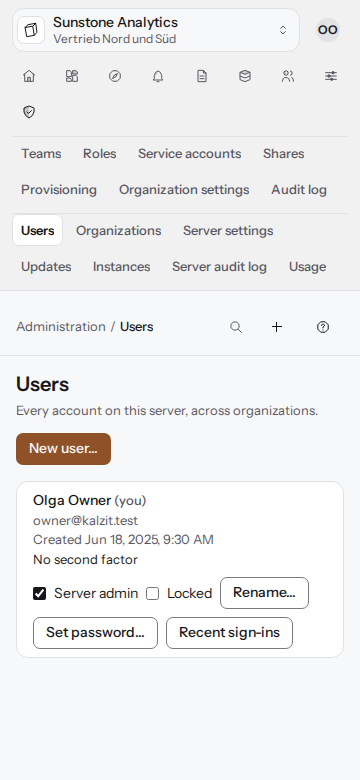 Sunstone Analytics
Vertrieb Nord und Süd
OO
Teams Roles Service accounts Shares
Provisioning Organization settings Audit log
Users Organizations Server settings
Updates Instances Server audit log Usage
Administration / Users
Users
Every account on this server, across organizations.
New user...
Olga Owner (you)
owner@kalzit.test
Created Jun 18, 2025, 9:30 AM
No second factor
Server admin Locked Rename...
Set password... Recent sign-ins